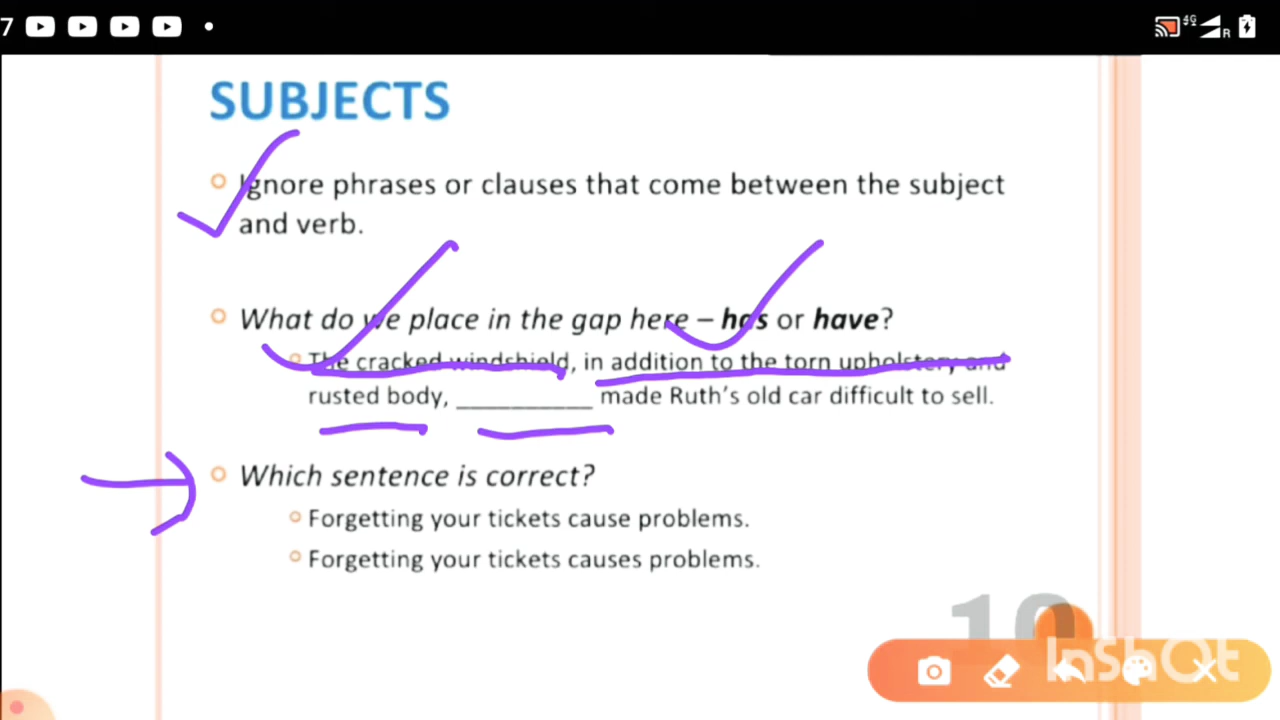 7
4G
R
SUBJECTS
Ignore phrases or clauses that come between the subject
and verb.
What do we place in the gap here – has or have?
The cracked windshield, in addition to the torn upholstery and
rusted body, __________ made Ruth's old car difficult to sell.
Which sentence is correct?
Forgetting your tickets cause problems.
Forgetting your tickets causes problems.
InShOt